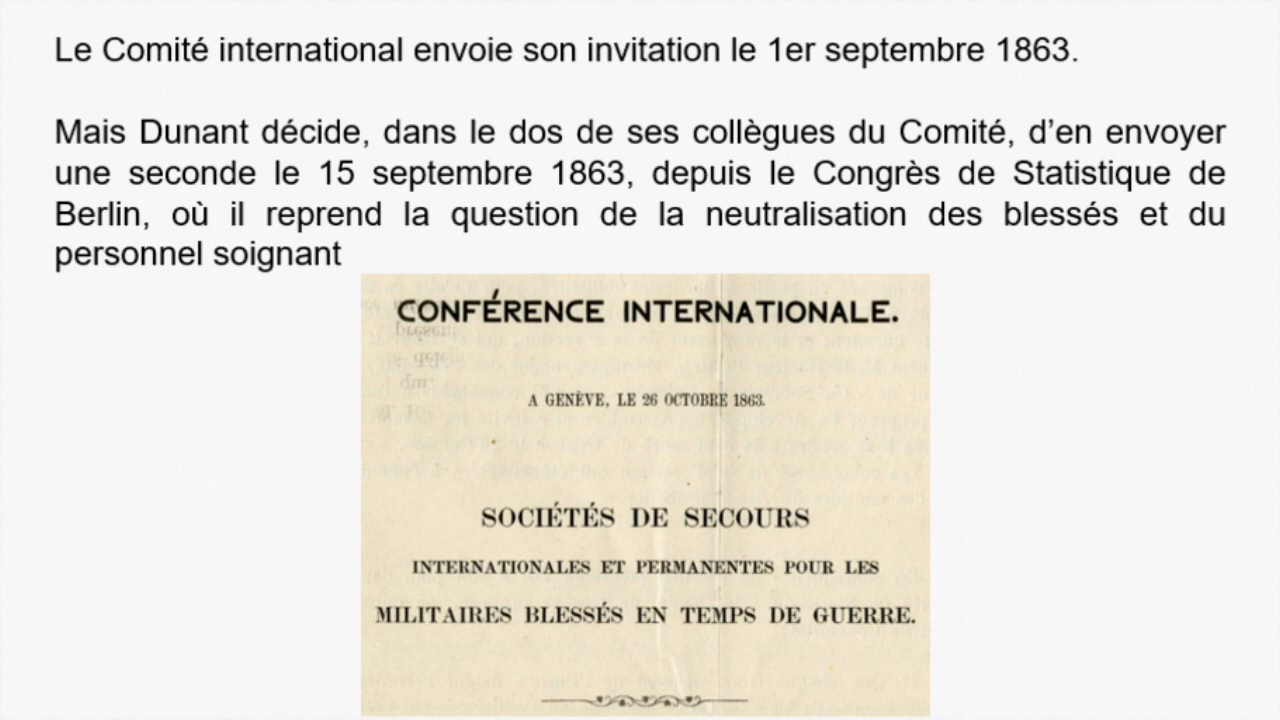 Le Comité international envoie son invitation le 1er septembre 1863.
Mais Dunant décide, dans le dos de ses collègues du Comité, d’en envoyer
une seconde le 15 septembre 1863, depuis le Congrès de Statistique de
Berlin, où il reprend la question de la neutralisation des blessés et du
personnel soignant
CONFÉRENCE INTERNATIONALE.
A GENÈVE, LE 26 OCTOBRE 1863.
SOCIÉTÉS DE SECOURS
INTERNATIONALES ET PERMANENTES POUR LES
MILITAIRES BLESSÉS EN TEMPS DE GUERRE.